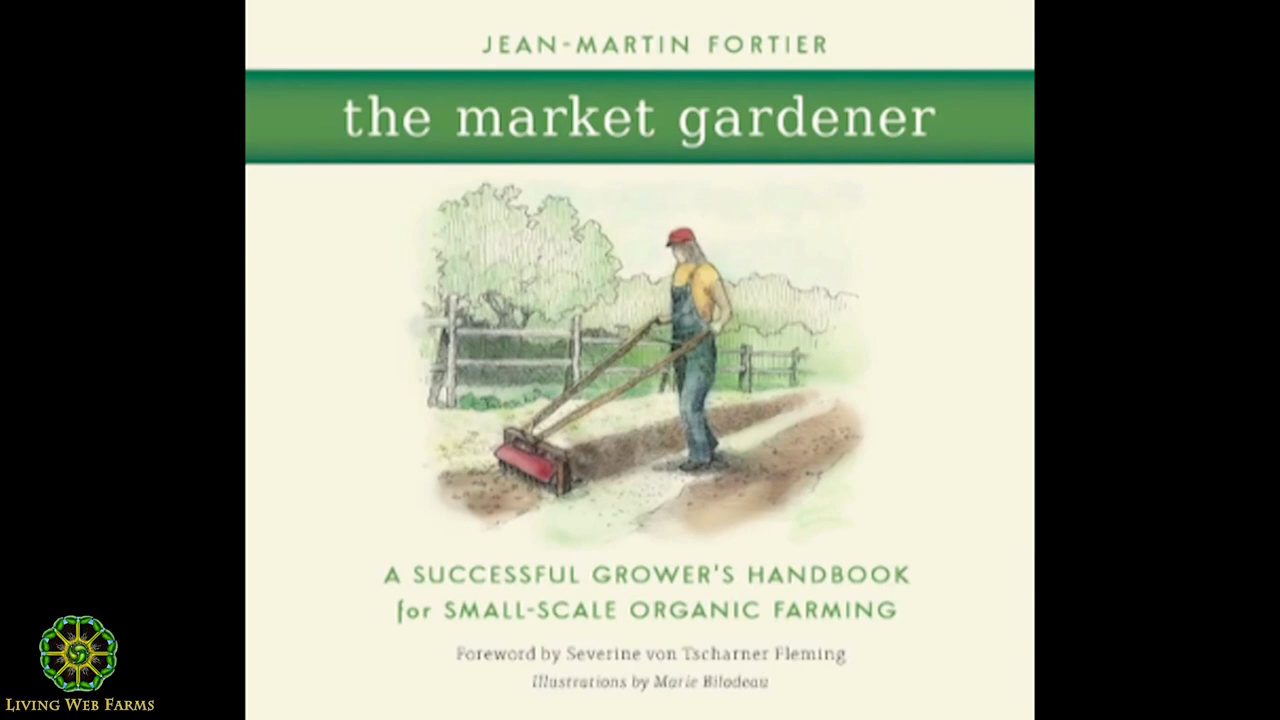 JEAN-MARTIN FORTIER
the market gardener
A SUCCESSFUL GROWER'S HANDBOOK
for SMALL-SCALE ORGANIC FARMING
Foreword by Severine von Tscharner Fleming
Illustrations by Marie Bilodeau
LIVING WEB FARMS